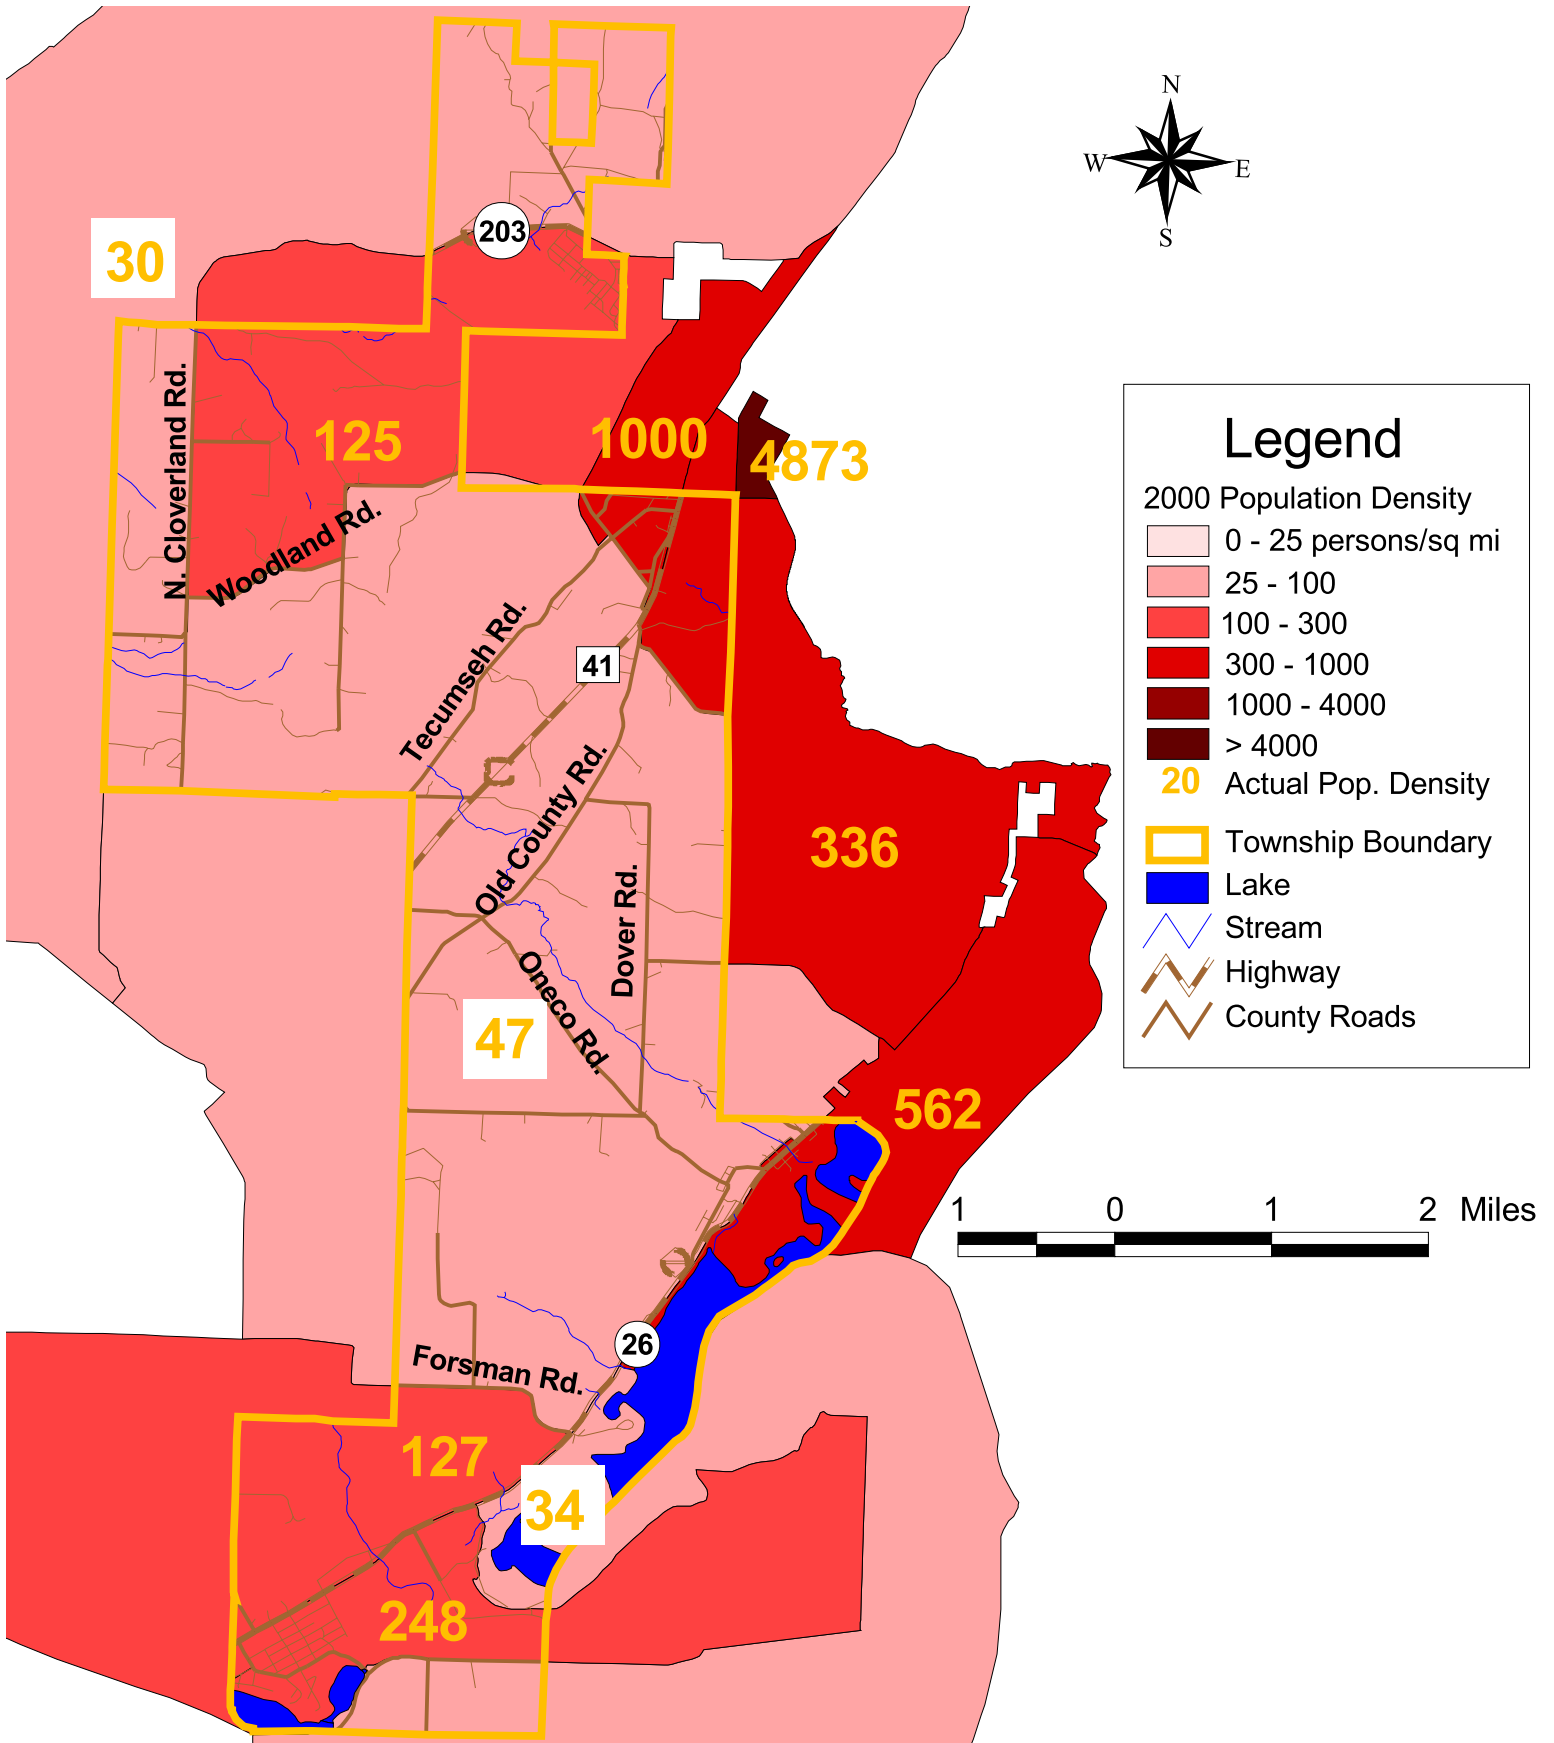 N
W
E
S
203
30
N. Cloverland Rd.
125
1000
4873
Woodland Rd.
Tecumseh Rd.
41
Old County Rd.
336
Dover Rd.
Oneco Rd.
47
562
26
Forsman Rd.
127
34
248
Legend
2000 Population Density
0 - 25 persons/sq mi
25 - 100
100 - 300
300 - 1000
1000 - 4000
> 4000
20 Actual Pop. Density
Township Boundary
Lake
Stream
Highway
County Roads
1 0 1 2 Miles